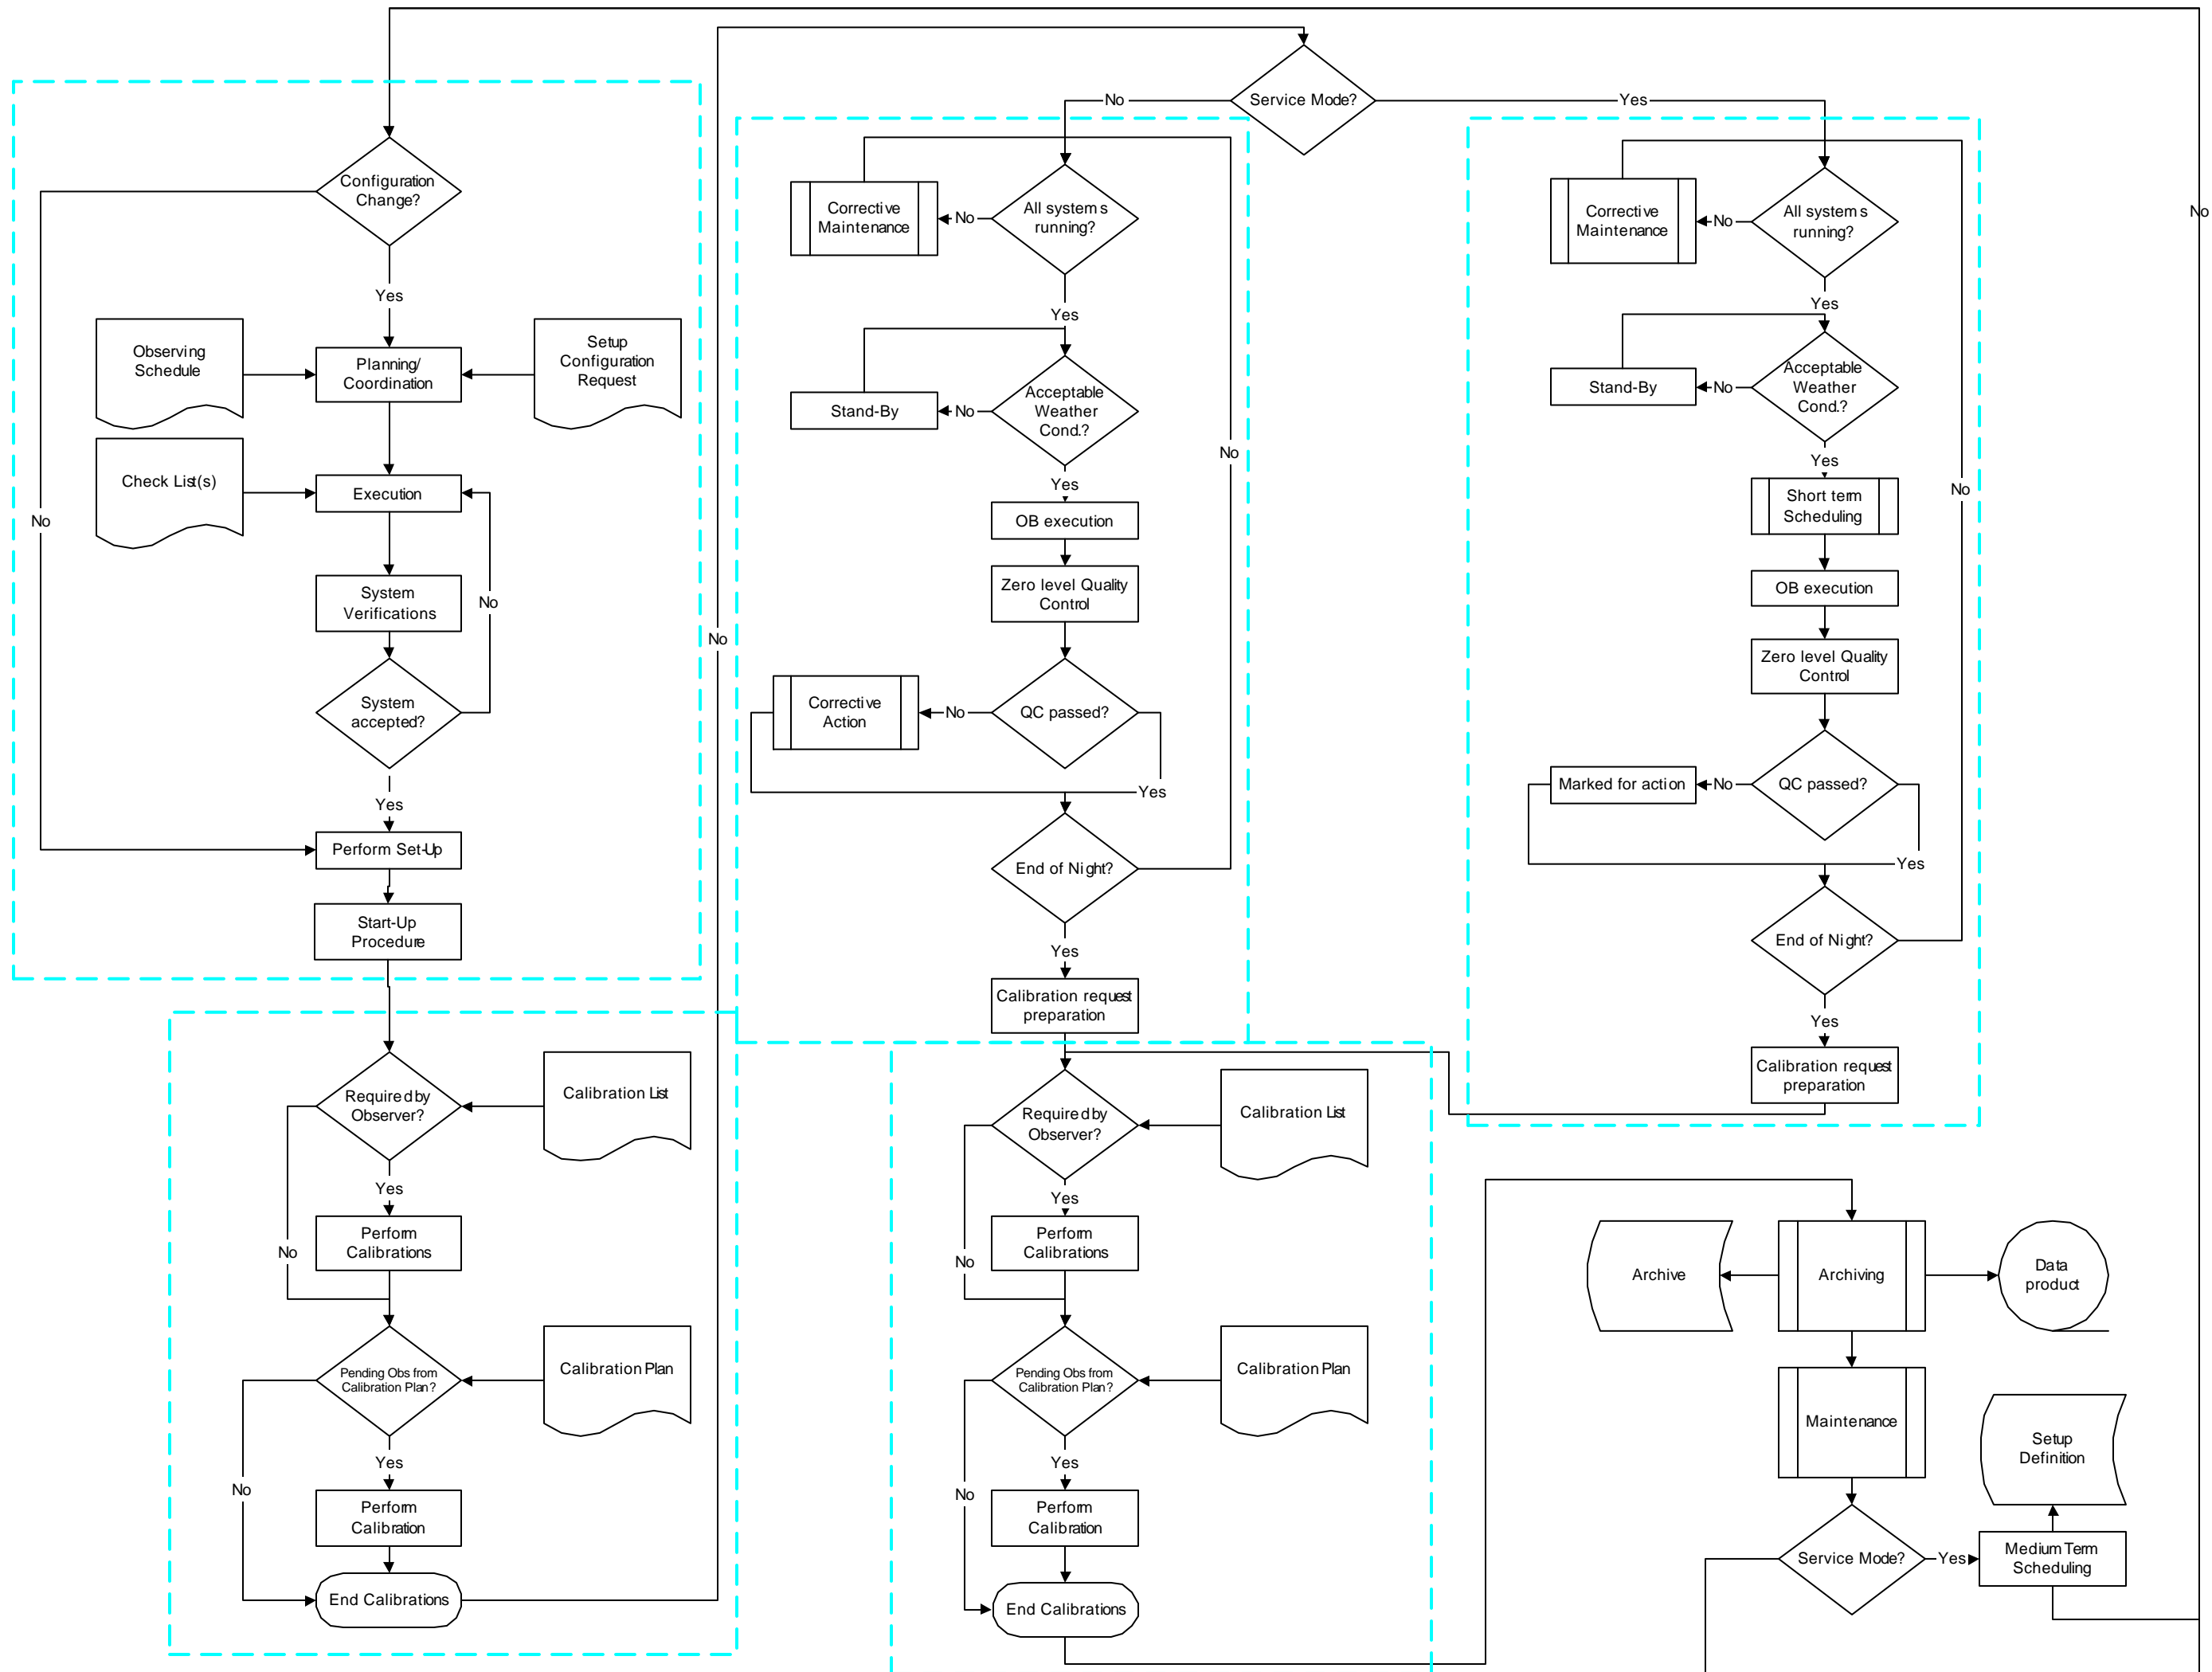 Service Mode?
No
Yes
Configuration
Change?
No
Yes
Observing
Schedule
Planning/
Coordination
Setup
Configuration
Request
Check List(s)
Execution
System
Verifications
No
System
accepted?
Yes
Perform Set-Up
Start-Up
Procedure
Required by
Observer?
Calibration List
Yes
No
Perform
Calibrations
Pending Obs from
Calibration Plan?
Calibration Plan
Yes
No
Perform
Calibration
End Calibrations
No
Corrective
Maintenance
No
All systems
running?
Yes
Stand-By
No
Acceptable
Weather
Cond.?
No
Yes
OB execution
Zero level Quality
Control
Corrective
Action
No
QC passed?
Yes
End of Night?
Yes
Calibration request
preparation
Required by
Observer?
Calibration List
Yes
No
Perform
Calibrations
Pending Obs from
Calibration Plan?
Calibration Plan
Yes
No
Perform
Calibration
End Calibrations
Corrective
Maintenance
No
All systems
running?
Yes
Stand-By
No
Acceptable
Weather
Cond.?
Yes
Short term
Scheduling
No
OB execution
Zero level Quality
Control
Marked for action
No
QC passed?
Yes
End of Night?
Yes
Calibration request
preparation
Archive
Archiving
Data
product
Maintenance
Setup
Definition
Service Mode?
Yes
Medium Term
Scheduling
No